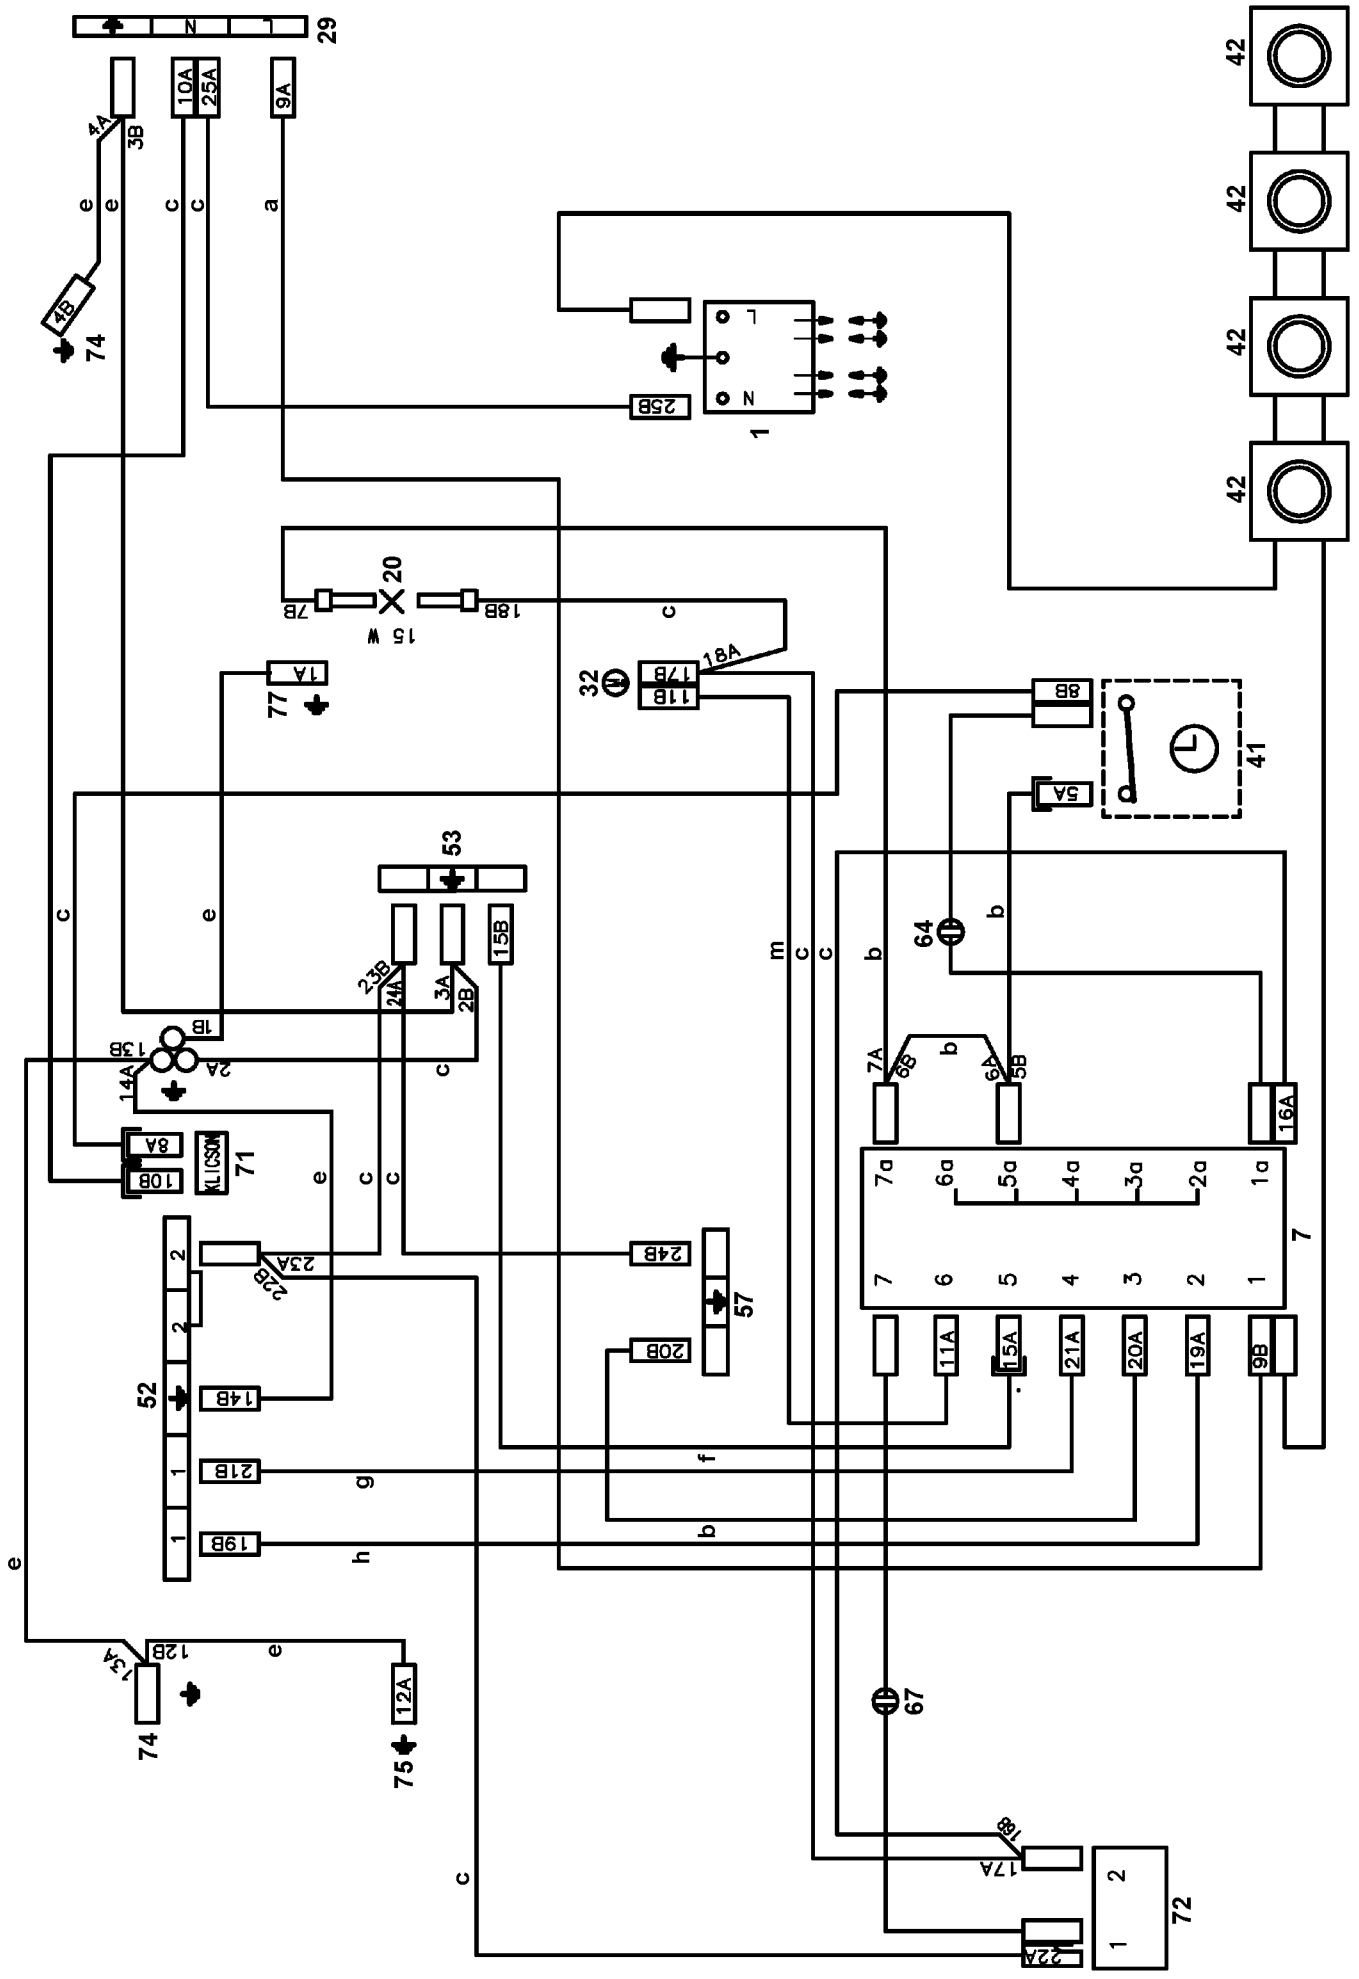 29
N
L
10A
25A
9A
4A
3B
e
e
c
c
a
4B
74
25B
N
L
1
42
42
42
42
7B
20
18B
15 W
c
1A
77
32
17B
11B
18A
8B
5A
41
c
e
53
15B
23B
24A
3A
2B
m
c
c
b
64
b
13B
1B
14A
2A
c
7A
6B
b
6A
5B
8A
10B
KLICSON
71
e
c
c
16A
7a
6a
5a
4a
3a
2a
1a
7
6
5
4
3
2
1
7
2
2
1
1
52
22B
23A
14B
21B
19B
24B
20B
57
11A
15A
21A
20A
19A
9B
g
f
h
b
e
13A
12B
e
74
12A
75
67
c
16B
17A
22A
2
1
72